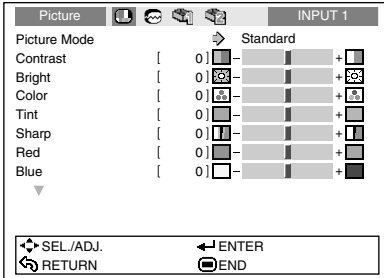 Picture INPUT 1
Picture Mode Standard
Contrast [ 0 ] - +
Bright [ 0 ] - +
Color [ 0 ] - +
Tint [ 0 ] - +
Sharp [ 0 ] - +
Red [ 0 ] - +
Blue [ 0 ] - +
SEL./ADJ. ENTER
RETURN END